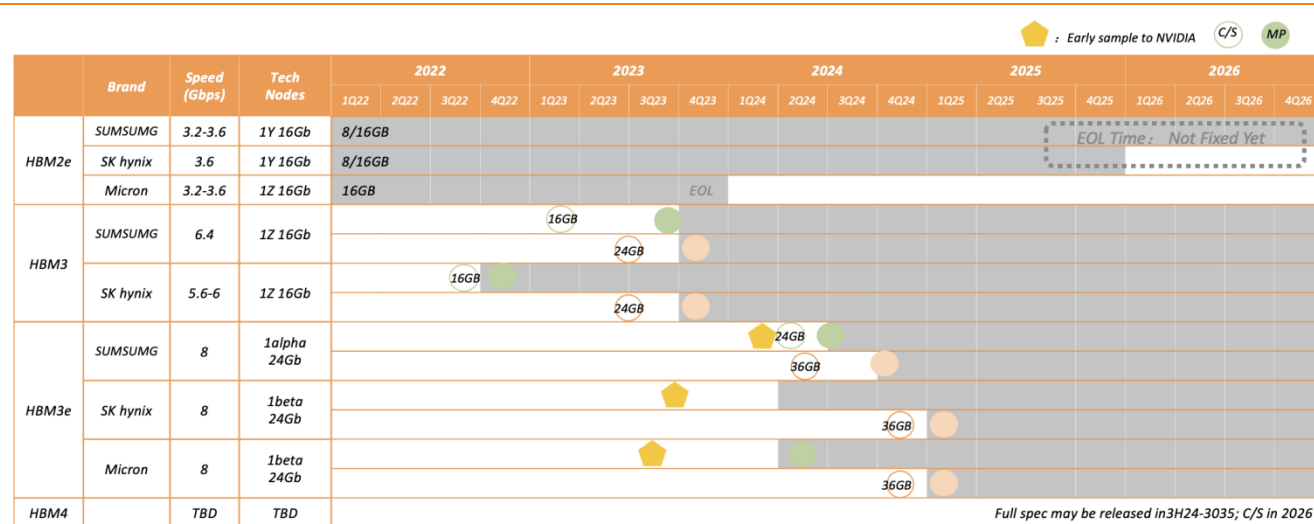 : Early sample to NVIDIA C/S MP
Brand Speed (Gbps) Tech Nodes 2022 2023 2024 2025 2026
1Q22 2Q22 3Q22 4Q22 1Q23 2Q23 3Q23 4Q23 1Q24 2Q24 3Q24 4Q24 1Q25 2Q25 3Q25 4Q25 1Q26 2Q26 3Q26 4Q26
HBM2e
SUMSUMG 3.2-3.6 1Y 16Gb 8/16GB
EOL Time: Not Fixed Yet
SK hynix 3.6 1Y 16Gb 8/16GB
Micron 3.2-3.6 1Z 16Gb 16GB EOL
HBM3
SUMSUMG 6.4 1Z 16Gb
16GB
24GB
SK hynix 5.6-6 1Z 16Gb
16GB
24GB
HBM3e
SUMSUMG 8 1alpha 24Gb
24GB
36GB
SK hynix 8 1beta 24Gb
36GB
Micron 8 1beta 24Gb
36GB
HBM4 TBD TBD Full spec may be released in3H24-3035; C/S in 2026